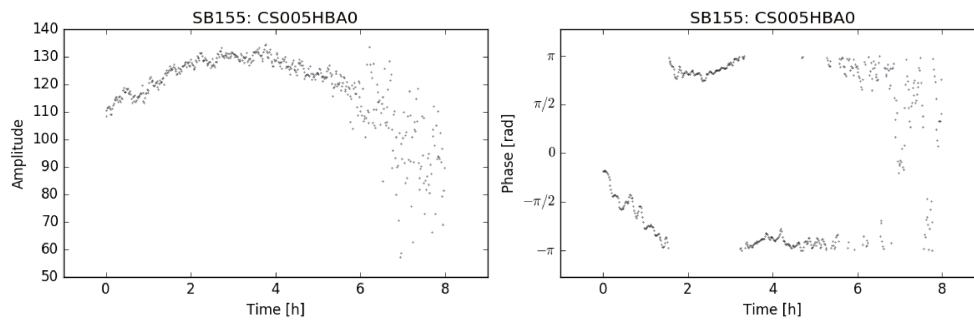 SB155: CS005HBA0
140
130
120
110
100
90
80
70
60
50
Amplitude
0
2
4
6
8
Time [h]
SB155: CS005HBA0
π
π/2
0
−π/2
−π
Phase [rad]
0
2
4
6
8
Time [h]